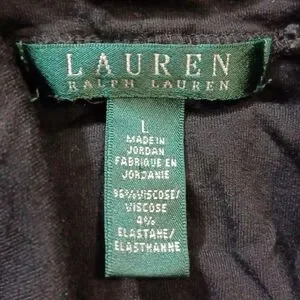 LAUREN
RALPH LAUREN
L
MADE IN
JORDAN
FABRIQUE EN
JORDANIE
96% VISCOSE/
VISCOSE
4%
ELASTANE/
ELASTHANNE